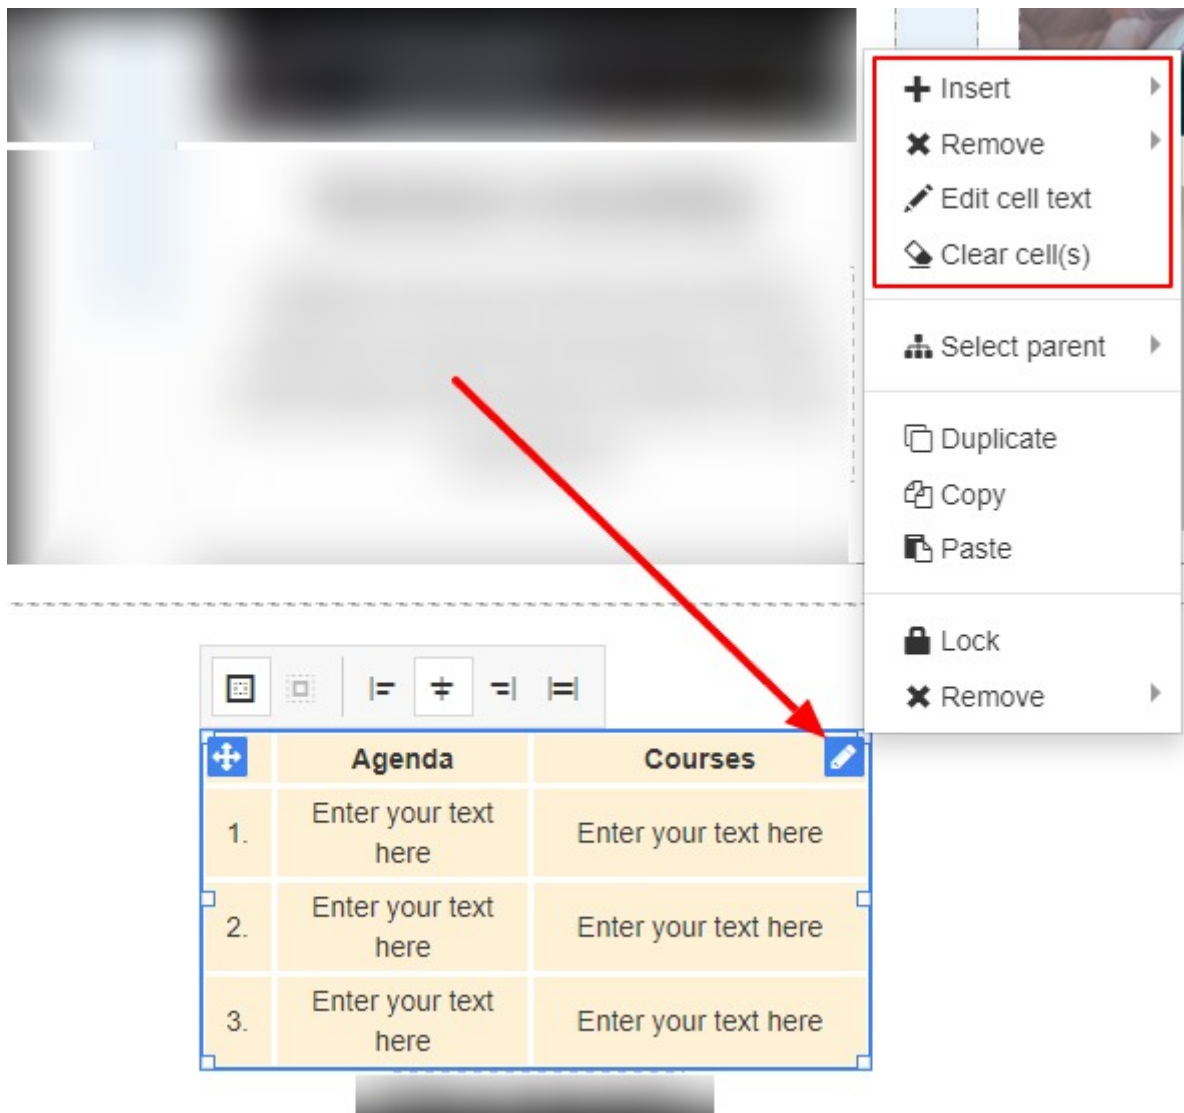 Insert
Remove
Edit cell text
Clear cell(s)
Select parent
Duplicate
Copy
Paste
Lock
Remove
Agenda Courses
Enter your text
1. Enter your text here
here
Enter your text
2. Enter your text here
here
Enter your text
3. Enter your text here
here